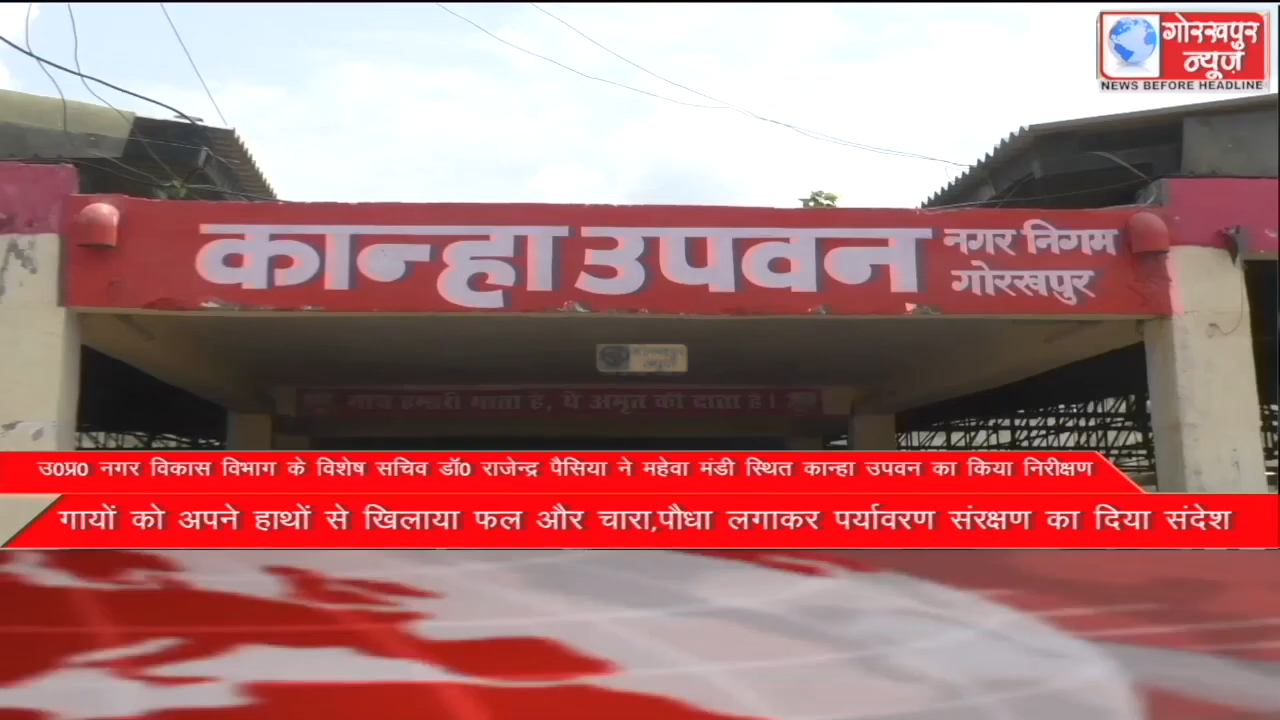 गोरखपुर
न्यूज़
NEWS BEFORE HEADLINE
कान्हा उपवन नगर निगम
गोरखपुर
गाय हमारी माता है, ये अमृत की दाता है।
उ0प्र0 नगर विकास विभाग के विशेष सचिव डॉ0 राजेन्द्र पैसिया ने महेवा मंडी स्थित कान्हा उपवन का किया निरीक्षण
गायों को अपने हाथों से खिलाया फल और चारा,पौधा लगाकर पर्यावरण संरक्षण का दिया संदेश